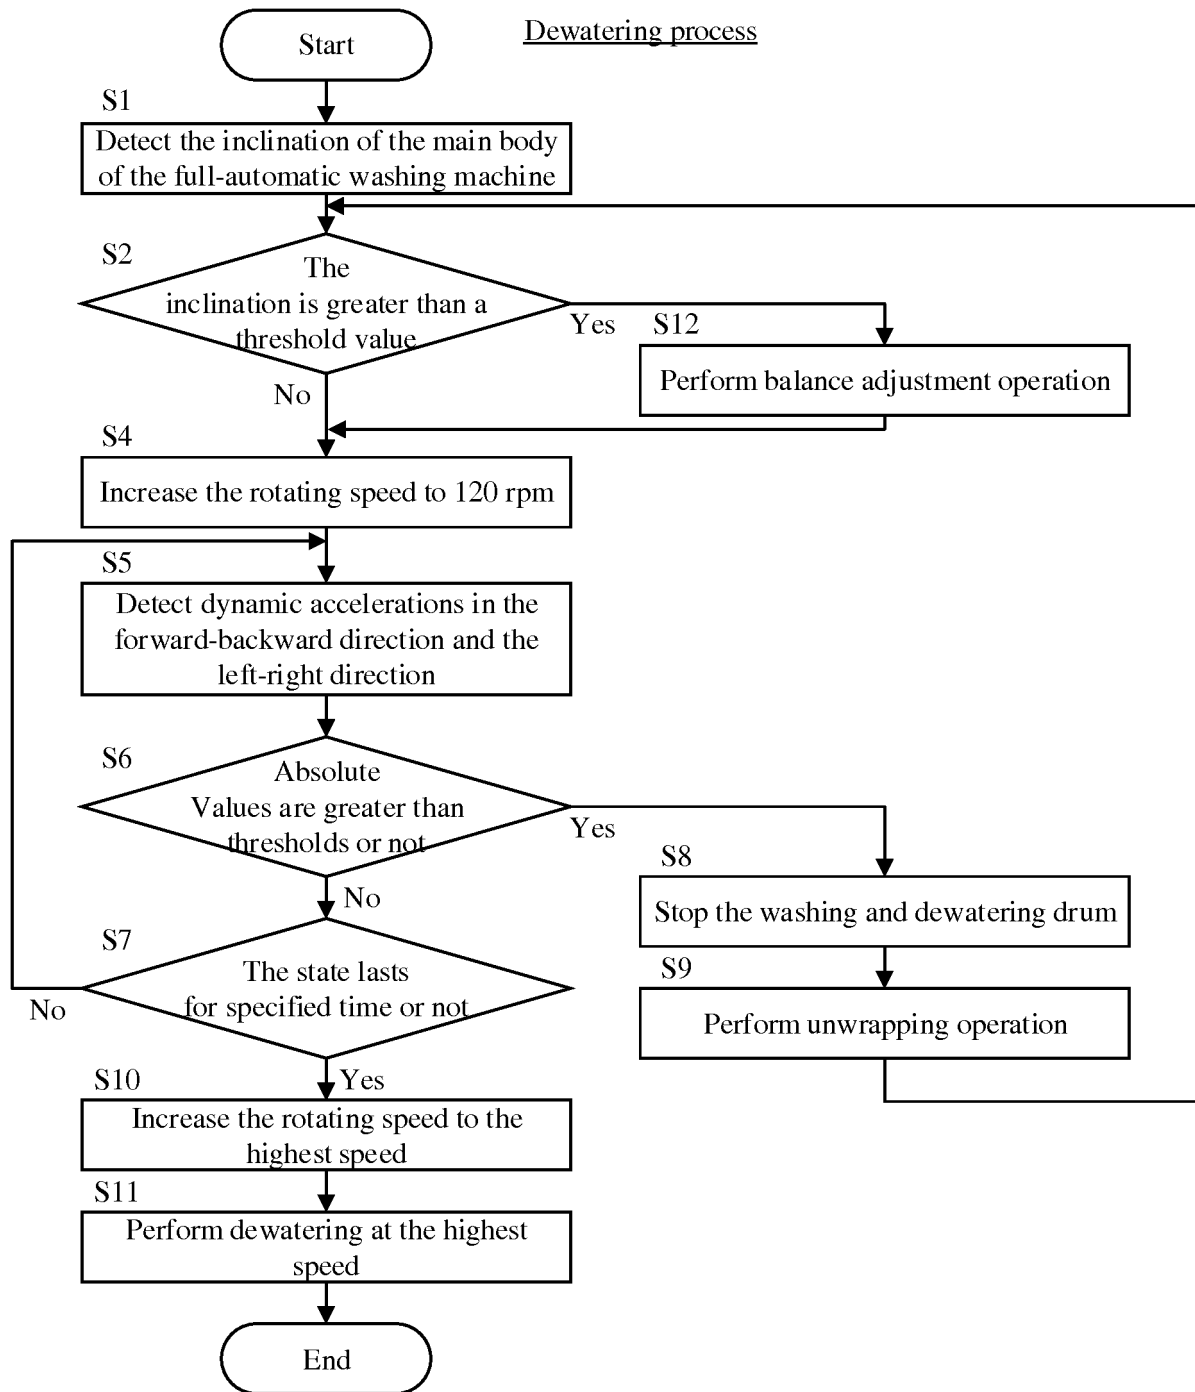 Start
Dewatering process
S1
Detect the inclination of the main body
of the full-automatic washing machine
S2
The
inclination is greater than a
threshold value
Yes
S12
Perform balance adjustment operation
No
S4
Increase the rotating speed to 120 rpm
S5
Detect dynamic accelerations in the
forward-backward direction and the
left-right direction
S6
Absolute
Values are greater than
thresholds or not
Yes
S8
Stop the washing and dewatering drum
No
S7
The state lasts
for specified time or not
No
S9
Perform unwrapping operation
Yes
S10
Increase the rotating speed to the
highest speed
S11
Perform dewatering at the highest
speed
End